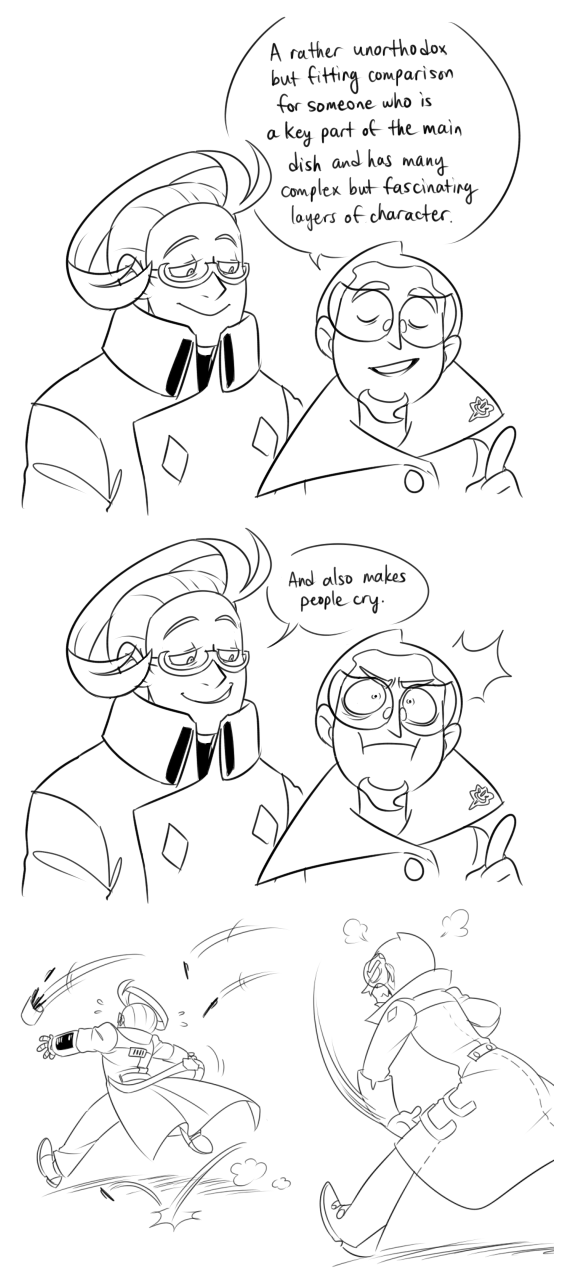 A rather unorthodox
but fitting comparison
for someone who is
a key part of the main
dish and has many
complex but fascinating
layers of character.
And also makes
people cry.